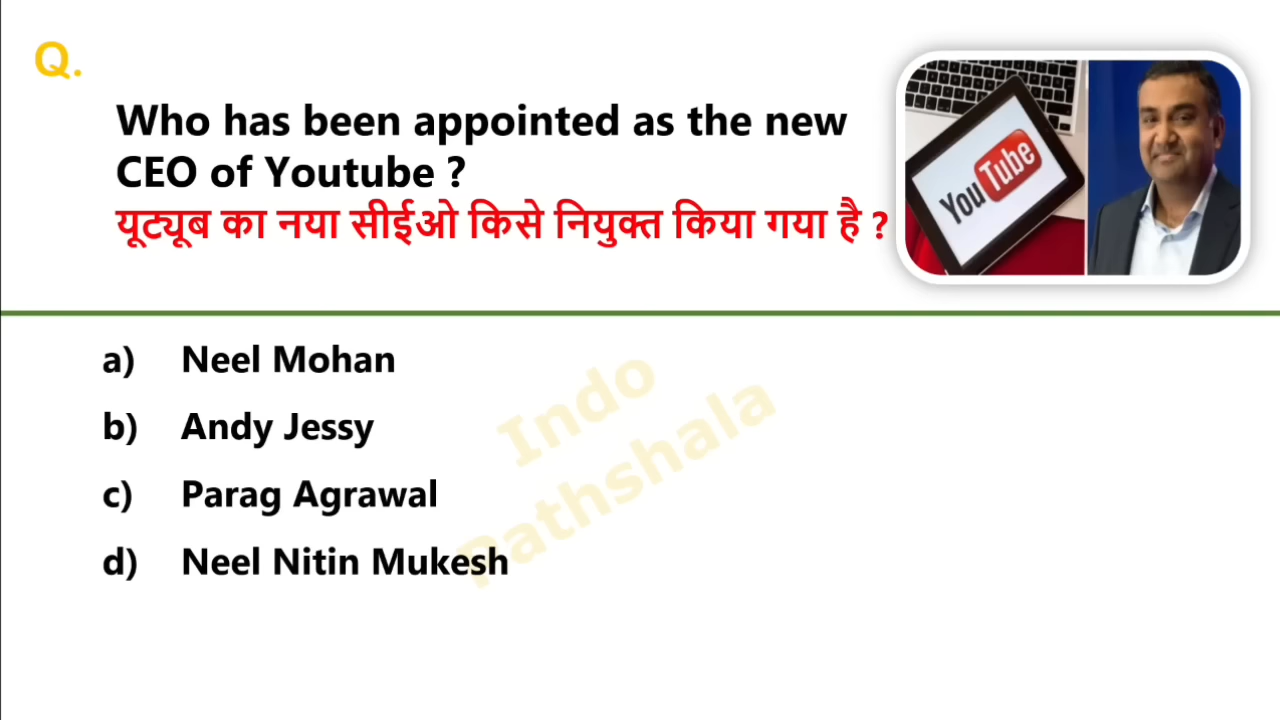 Q.
Who has been appointed as the new
CEO of Youtube ?
यूट्यूब का नया सीईओ किसे नियुक्त किया गया है ?
YouTube
a) Neel Mohan
b) Andy Jessy
c) Parag Agrawal
d) Neel Nitin Mukesh
Indo
Pathshala